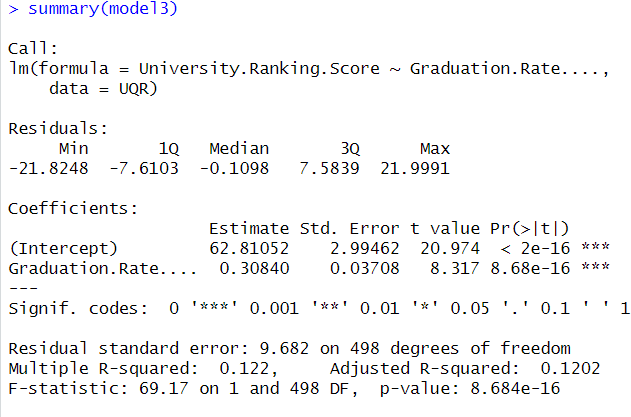 > summary(model3)
Call:
lm(formula = University.Ranking.Score ~ Graduation.Rate....,
    data = UQR)
Residuals:
     Min       1Q   Median       3Q      Max
-21.8248  -7.6103  -0.1098   7.5839  21.9991
Coefficients:
                    Estimate Std. Error t value Pr(>|t|)
(Intercept)         62.81052    2.99462  20.974  < 2e-16 ***
Graduation.Rate....  0.30840    0.03708   8.317 8.68e-16 ***
---
Signif. codes:  0 '***' 0.001 '**' 0.01 '*' 0.05 '.' 0.1 ' ' 1
Residual standard error: 9.682 on 498 degrees of freedom
Multiple R-squared:  0.122,     Adjusted R-squared:  0.1202
F-statistic: 69.17 on 1 and 498 DF,  p-value: 8.684e-16